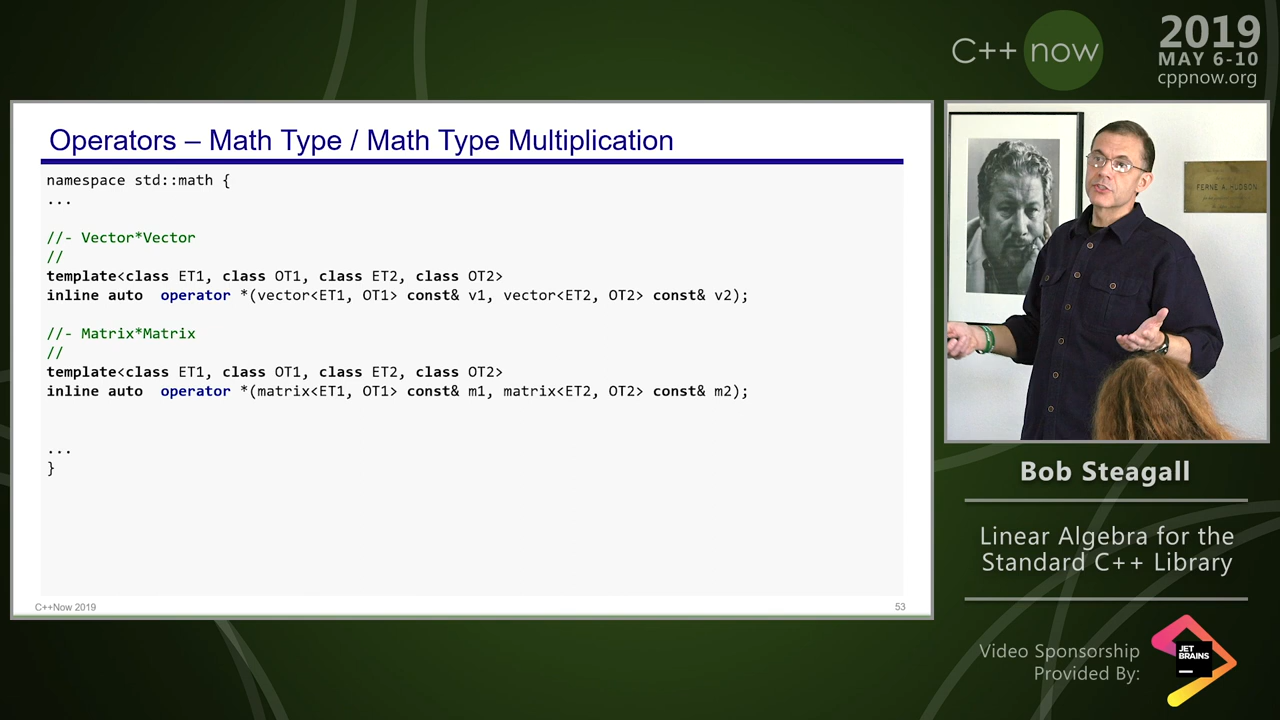 C++ now
2019
MAY 6-10
cppnow.org
Operators – Math Type / Math Type Multiplication
namespace std::math {
...
//- Vector*Vector
//
template<class ET1, class OT1, class ET2, class OT2>
inline auto  operator *(vector<ET1, OT1> const& v1, vector<ET2, OT2> const& v2);
//- Matrix*Matrix
//
template<class ET1, class OT1, class ET2, class OT2>
inline auto  operator *(matrix<ET1, OT1> const& m1, matrix<ET2, OT2> const& m2);
...
}
C++Now 2019
53
FERNE A. HUDSON
Bob Steagall
Linear Algebra for the
Standard C++ Library
Video Sponsorship
Provided By:
JET
BRAINS